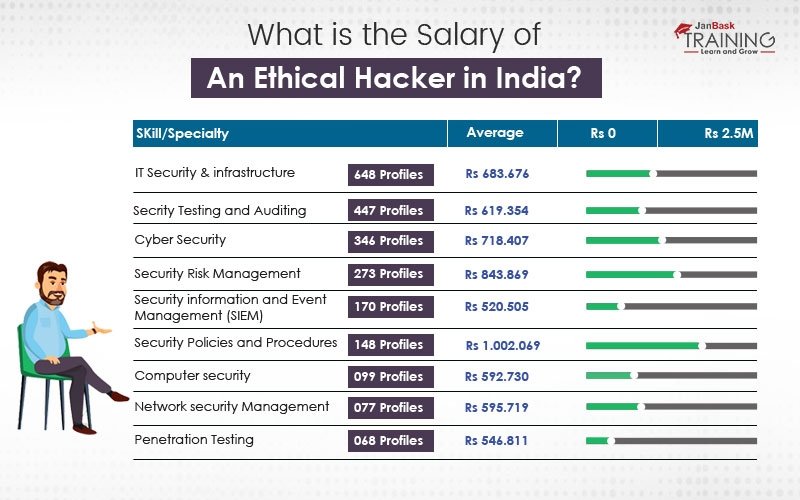 What is the Salary of
JanBask
TRAINING
Learn and Grow
An Ethical Hacker in India?
SKill/Specialty Average Rs 0 Rs 2.5M
IT Security & infrastructure 648 Profiles Rs 683.676
Secrity Testing and Auditing 447 Profiles Rs 619.354
Cyber Security 346 Profiles Rs 718.407
Security Risk Management 273 Profiles Rs 843.869
Security information and Event
Management (SIEM) 170 Profiles Rs 520.505
Security Policies and Procedures 148 Profiles Rs 1.002.069
Computer security 099 Profiles Rs 592.730
Network security Management 077 Profiles Rs 595.719
Penetration Testing 068 Profiles Rs 546.811